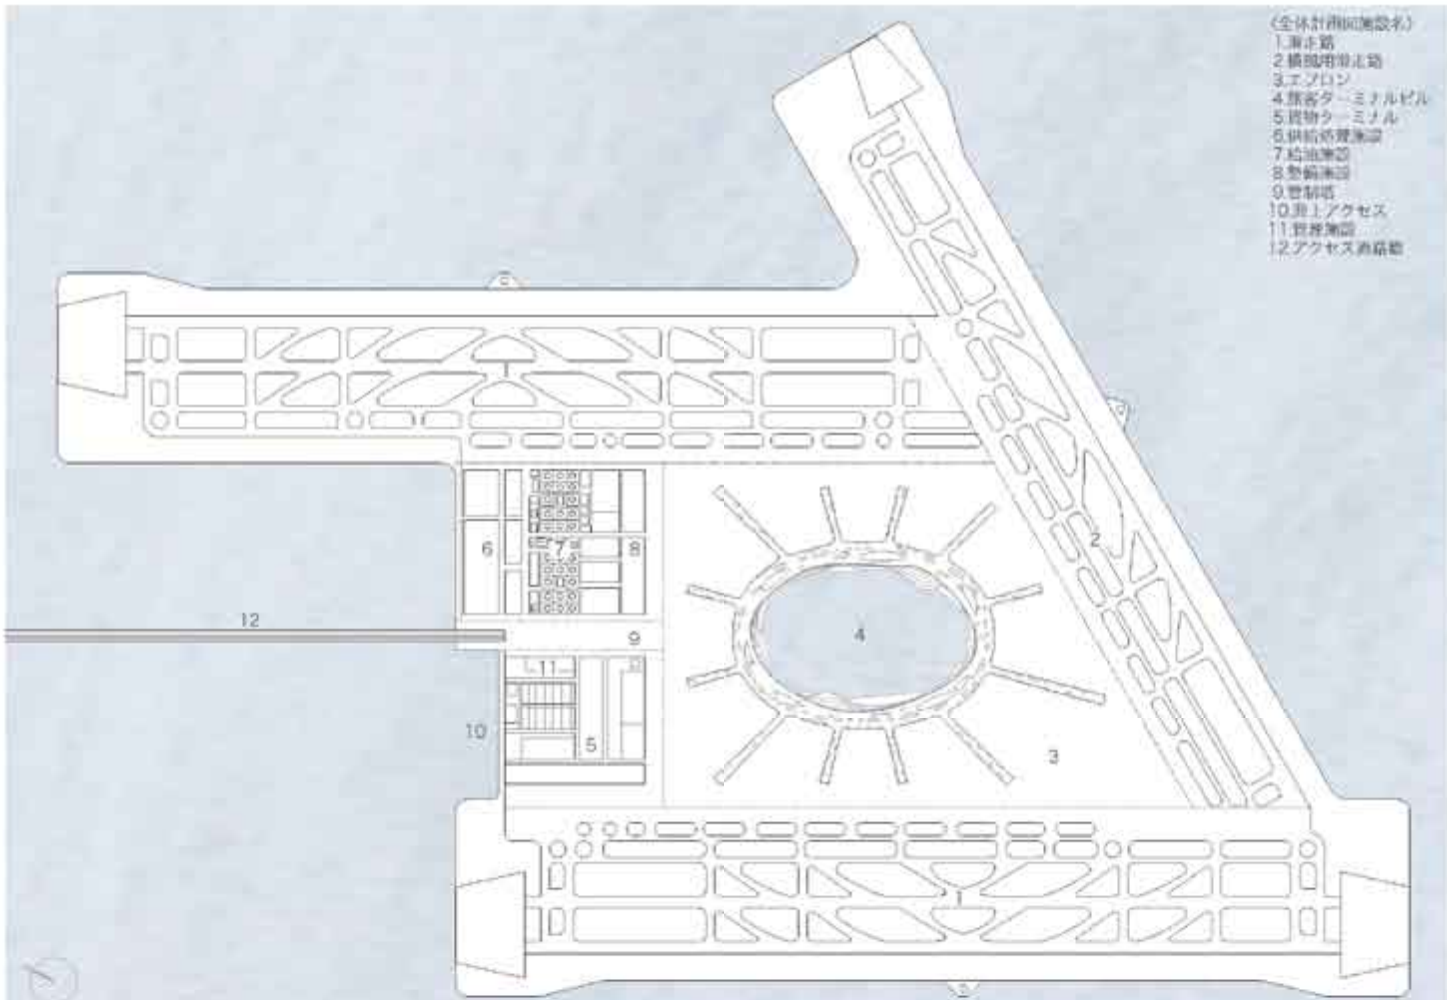 〈全体計画図施設名〉
1.滑走路
2.横風用滑走路
3.エプロン
4.旅客ターミナルビル
5.貨物ターミナル
6.供給処理施設
7.給油施設
8.整備施設
9.管制塔
10.海上アクセス
11.管理施設
12.アクセス連絡橋
1
2
6
7
8
12
9
4
11
10
5
3
1